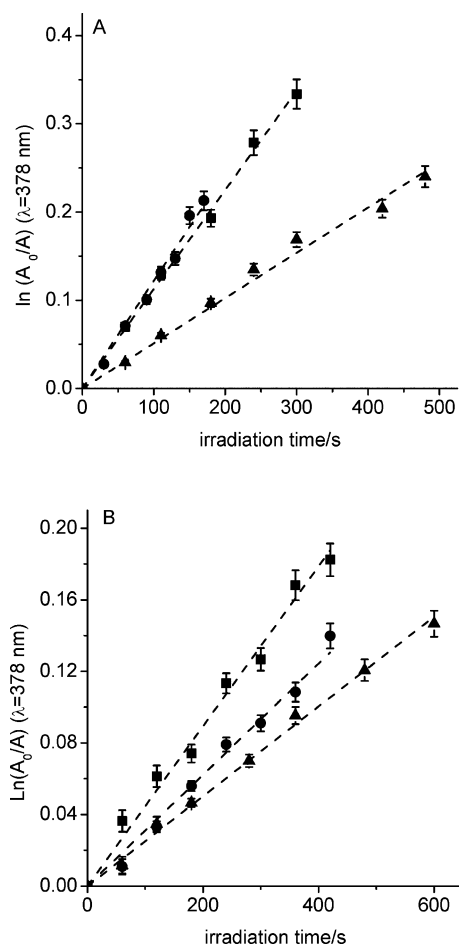 A
0.4
0.3
0.2
0.1
0.0
ln (A0/A) (λ=378 nm)
0 100 200 300 400 500
irradiation time/s
B
0.20
0.16
0.12
0.08
0.04
0.00
Ln(A0/A) (λ=378 nm)
0 200 400 600
irradiation time/s